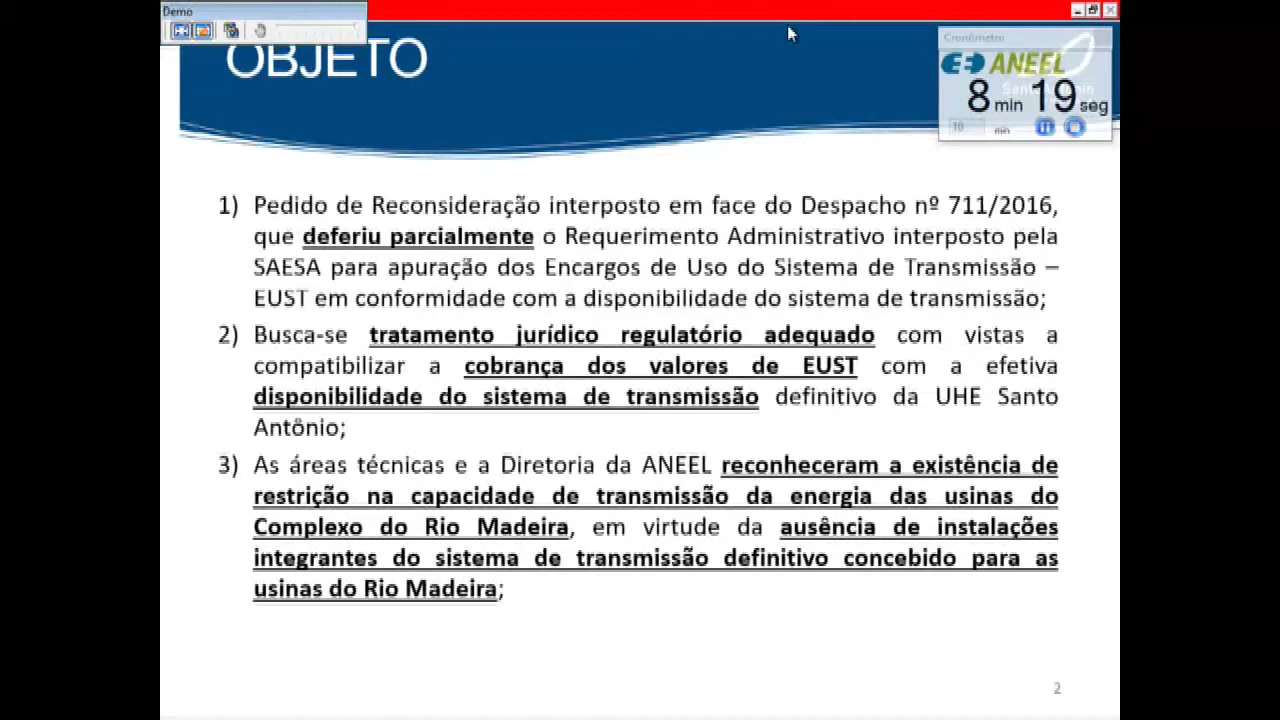 Demo
OBJETO
Cronômetro
ANEEL
8 min 19 seg
10 min
1) Pedido de Reconsideração interposto em face do Despacho nº 711/2016,
que deferiu parcialmente o Requerimento Administrativo interposto pela
SAESA para apuração dos Encargos de Uso do Sistema de Transmissão –
EUST em conformidade com a disponibilidade do sistema de transmissão;
2) Busca-se tratamento jurídico regulatório adequado com vistas a
compatibilizar a cobrança dos valores de EUST com a efetiva
disponibilidade do sistema de transmissão definitivo da UHE Santo
Antônio;
3) As áreas técnicas e a Diretoria da ANEEL reconheceram a existência de
restrição na capacidade de transmissão da energia das usinas do
Complexo do Rio Madeira, em virtude da ausência de instalações
integrantes do sistema de transmissão definitivo concebido para as
usinas do Rio Madeira;
2